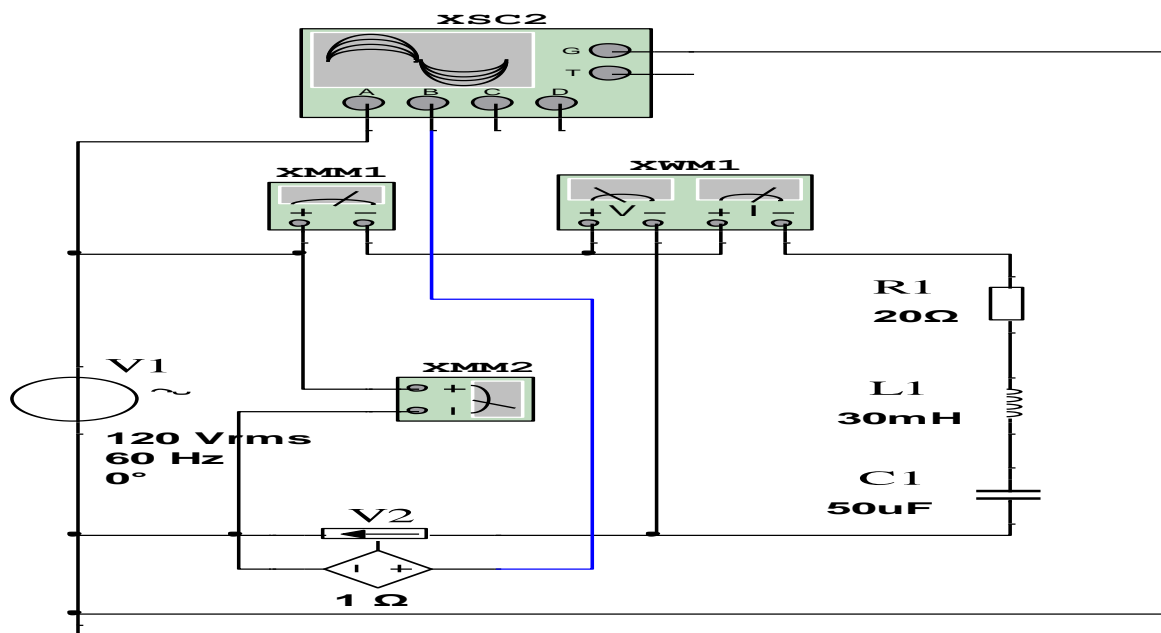 XSC2
G
T
A B C D
XMM1
XWM1
+ −
+ V − + I −
R1
20Ω
V1
~
XMM2
+
−
L1
30mH
120 Vrms
60 Hz
0°
C1
50uF
V2
− +
1 Ω